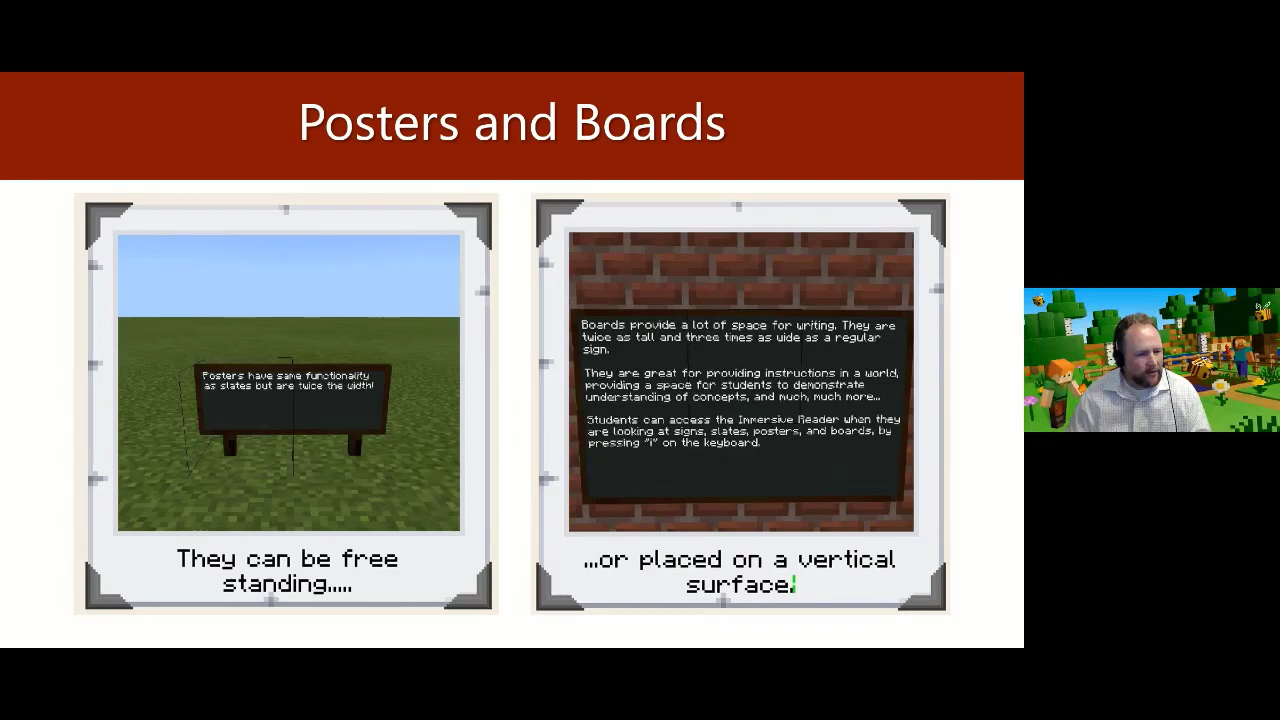 Posters and Boards
Posters have same functionality
as slates but are twice the width!
They can be free
standing.....
Boards provide a lot of space for writing. They are
twice as tall and three times as wide as a regular
sign.
They are great for providing instructions in a world,
providing a space for students to demonstrate
understanding of concepts, and much, much more...
Students can access the Immersive Reader when they
are looking at signs, slates, posters, and boards, by
pressing "i" on the keyboard.
...or placed on a vertical
surface.